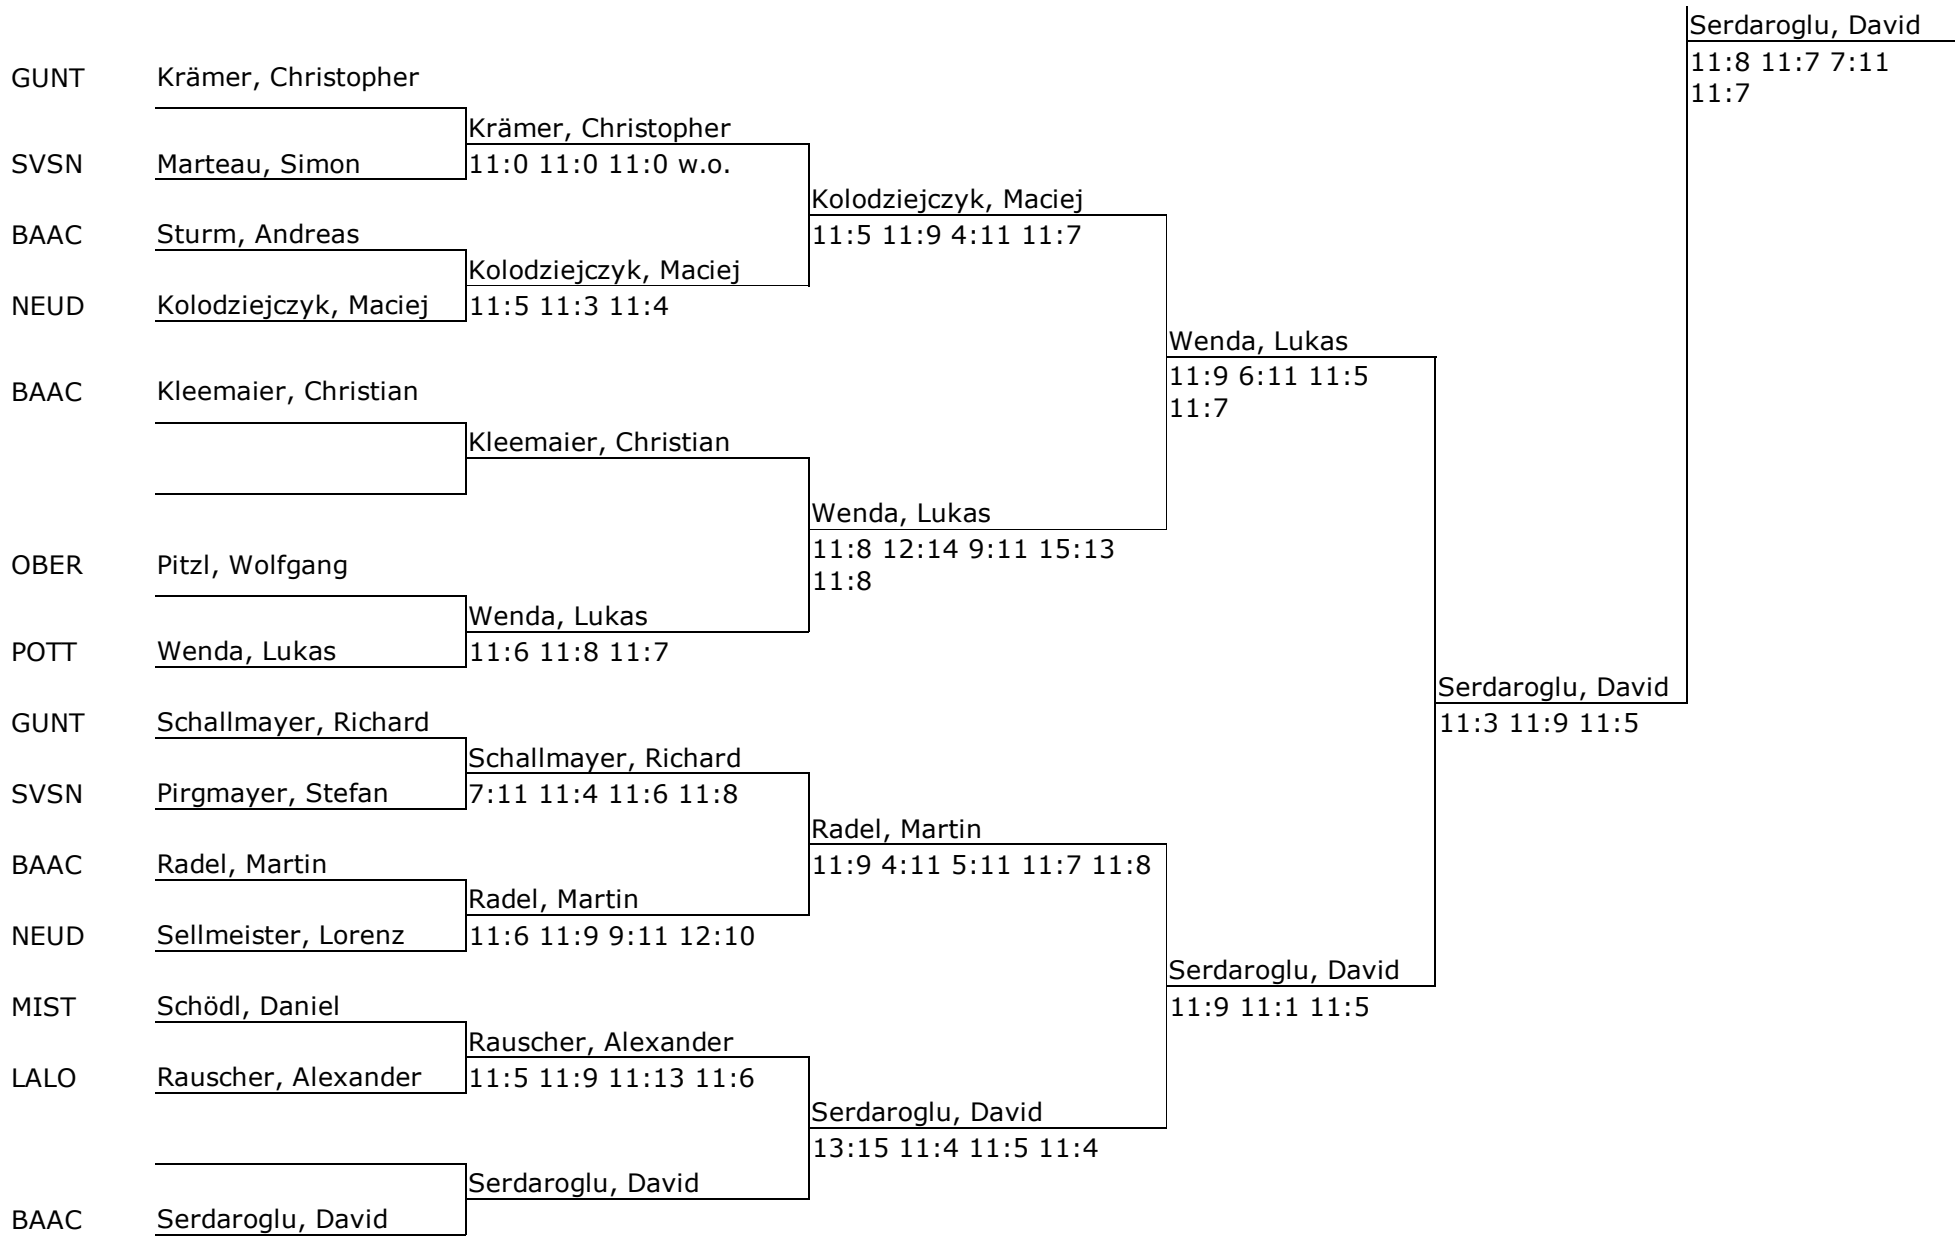 Serdaroglu, David
11:8 11:7 7:11
11:7
GUNT Krämer, Christopher
Krämer, Christopher
SVSN Marteau, Simon 11:0 11:0 11:0 w.o.
Kolodziejczyk, Maciej
BAAC Sturm, Andreas 11:5 11:9 4:11 11:7
Kolodziejczyk, Maciej
NEUD Kolodziejczyk, Maciej 11:5 11:3 11:4
Wenda, Lukas
11:9 6:11 11:5
BAAC Kleemaier, Christian
11:7
Kleemaier, Christian
Wenda, Lukas
11:8 12:14 9:11 15:13
OBER Pitzl, Wolfgang
11:8
Wenda, Lukas
POTT Wenda, Lukas 11:6 11:8 11:7
Serdaroglu, David
GUNT Schallmayer, Richard 11:3 11:9 11:5
Schallmayer, Richard
SVSN Pirgmayer, Stefan 7:11 11:4 11:6 11:8
Radel, Martin
BAAC Radel, Martin 11:9 4:11 5:11 11:7 11:8
Radel, Martin
NEUD Sellmeister, Lorenz 11:6 11:9 9:11 12:10
Serdaroglu, David
MIST Schödl, Daniel 11:9 11:1 11:5
Rauscher, Alexander
LALO Rauscher, Alexander 11:5 11:9 11:13 11:6
Serdaroglu, David
13:15 11:4 11:5 11:4
Serdaroglu, David
BAAC Serdaroglu, David